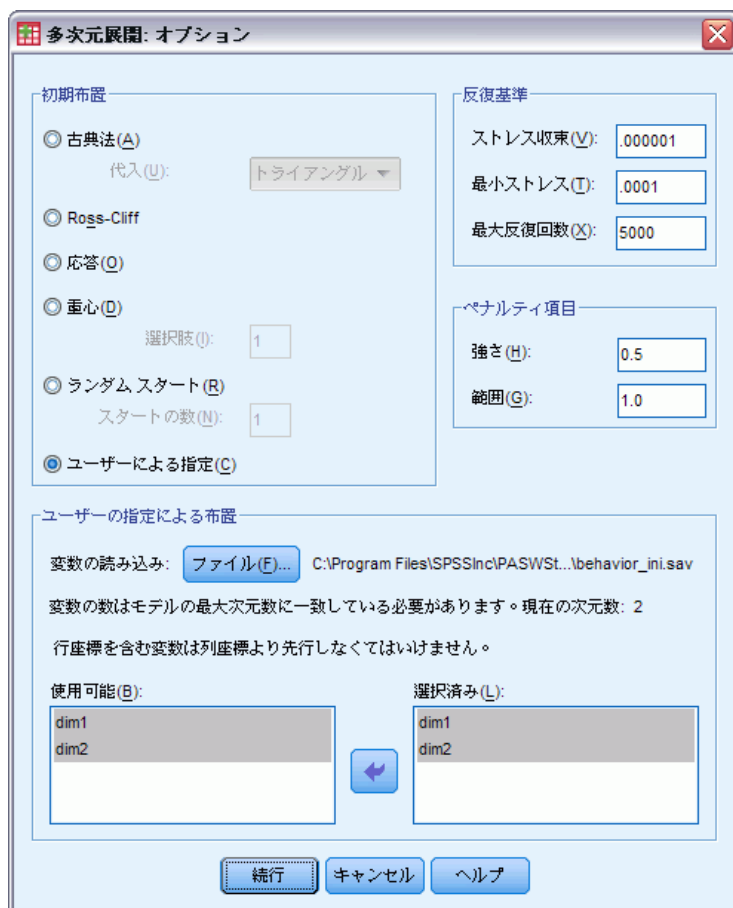 多次元展開: オプション
初期布置
古典法(A)
代入(U):
トライアングル
Ross-Cliff
応答(O)
重心(D)
選択肢(I):
1
ランダム スタート(R)
スタートの数(N):
1
ユーザーによる指定(C)
反復基準
ストレス収束(V):
.000001
最小ストレス(T):
.0001
最大反復回数(X):
5000
ペナルティ項目
強さ(H):
0.5
範囲(G):
1.0
ユーザーの指定による布置
変数の読み込み: ファイル(F)... C:\Program Files\SPSSInc\PASWSt...\behavior_ini.sav
変数の数はモデルの最大次元数に一致している必要があります。現在の次元数: 2
行座標を含む変数は列座標より先行しなくてはいけません。
使用可能(B):
dim1
dim2
選択済み(L):
dim1
dim2
続行 キャンセル ヘルプ